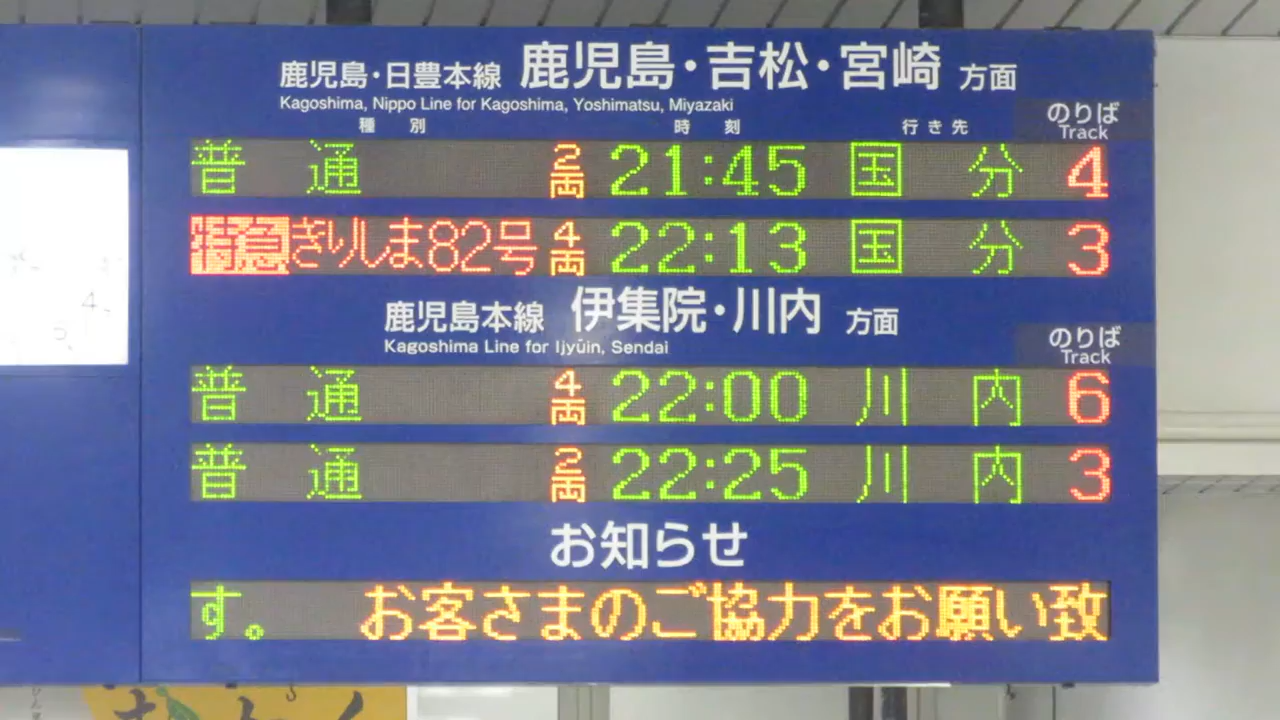 鹿児島・日豊本線 鹿児島・吉松・宮崎 方面
Kagoshima, Nippo Line for Kagoshima, Yoshimatsu, Miyazaki
のりば
Track
種別 時刻 行き先
普通 2両 21:45 国分 4
特急 きりしま82号 4両 22:13 国分 3
鹿児島本線 伊集院・川内 方面
Kagoshima Line for Ijyūin, Sendai
のりば
Track
普通 4両 22:00 川内 6
普通 2両 22:25 川内 3
お知らせ
す。 お客さまのご協力をお願い致